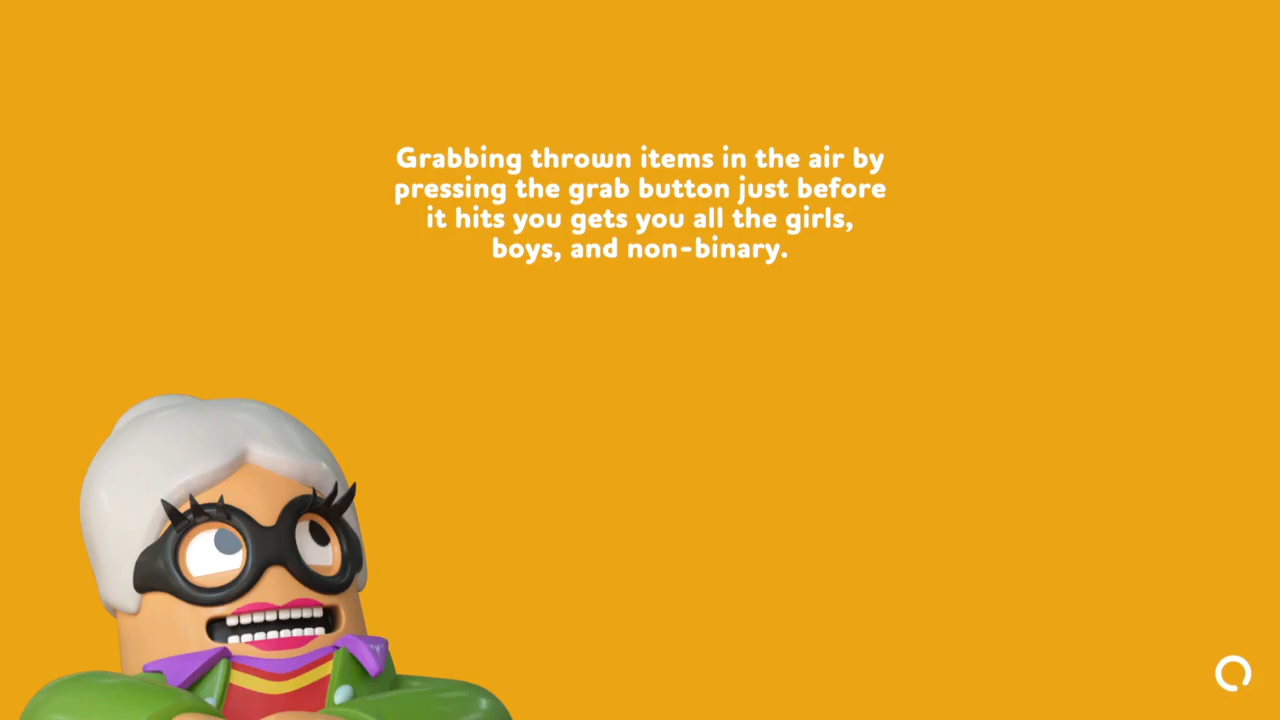 Grabbing thrown items in the air by
pressing the grab button just before
it hits you gets you all the girls,
boys, and non-binary.